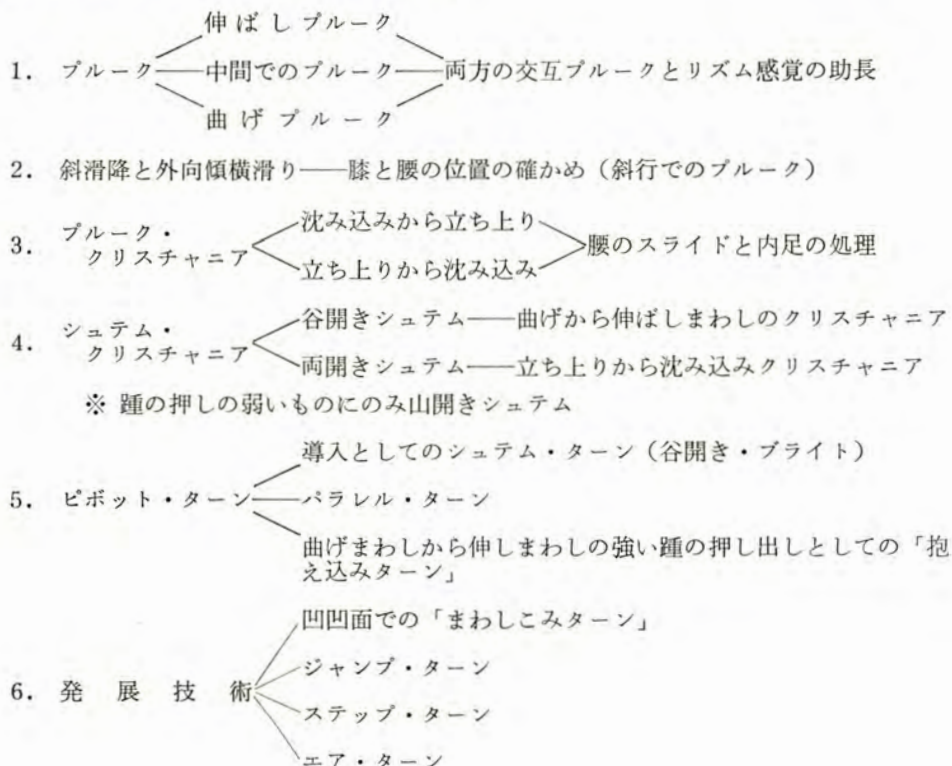 伸ばしプルーク
1. プルーク――中間でのプルーク――両方の交互プルークとリズム感覚の助長
曲げプルーク
2. 斜滑降と外向傾横滑り――膝と腰の位置の確かめ（斜行でのプルーク）
沈み込みから立ち上り
3. プルーク・クリスチャニア　腰のスライドと内足の処理
立ち上りから沈み込み
谷開きシュテム――曲げから伸ばしまわしのクリスチャニア
4. シュテム・クリスチャニア
両開きシュテム――立ち上りから沈み込みクリスチャニア
※ 踵の押しの弱いものにのみ山開きシュテム
導入としてのシュテム・ターン（谷開き・ブライト）
5. ピボット・ターン――パラレル・ターン
曲げまわしから伸しまわしの強い踵の押し出しとしての「抱
え込みターン」
凹凹面での「まわしこみターン」
ジャンプ・ターン
6. 発展技術
ステップ・ターン
エア・ターン